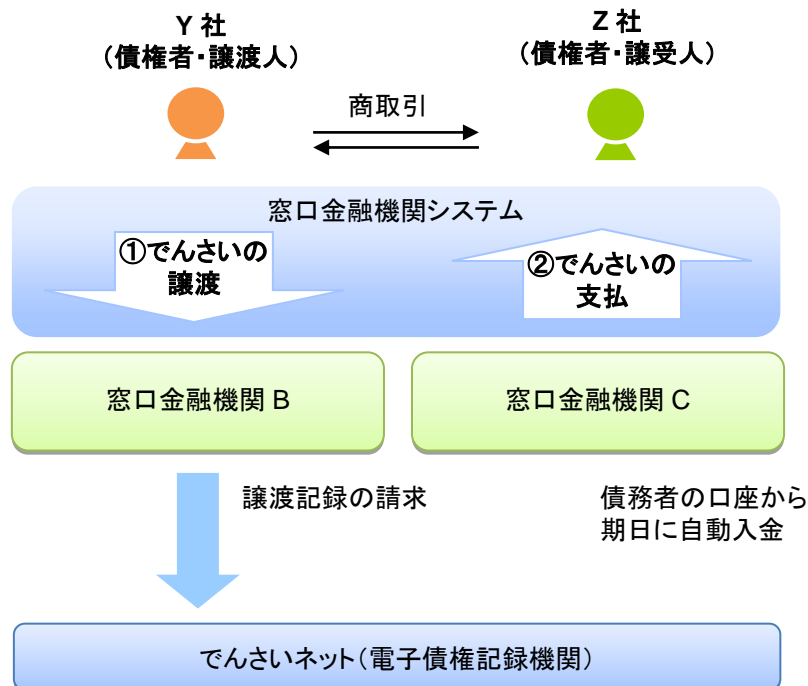 Y 社
（債権者・譲渡人）
Z 社
（債権者・譲受人）
商取引
窓口金融機関システム
①でんさいの
譲渡
②でんさいの
支払
窓口金融機関 B
窓口金融機関 C
譲渡記録の請求
債務者の口座から
期日に自動入金
でんさいネット（電子債権記録機関）